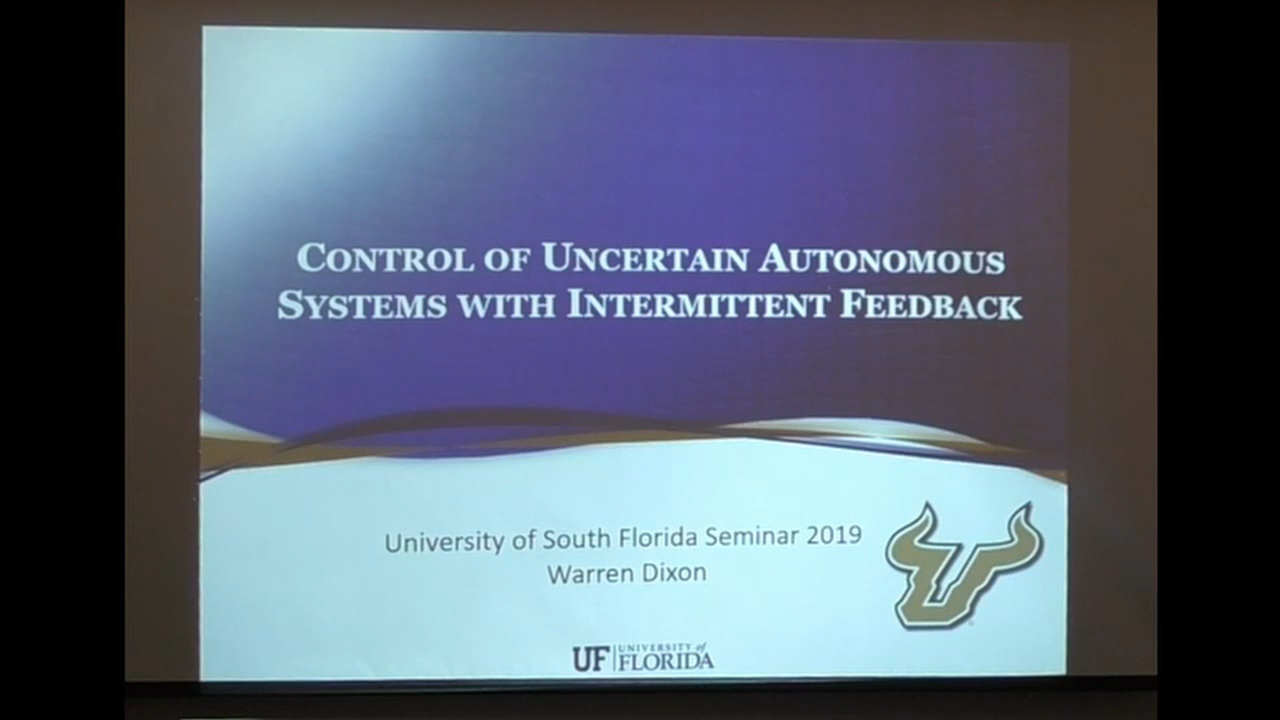 CONTROL OF UNCERTAIN AUTONOMOUS
SYSTEMS WITH INTERMITTENT FEEDBACK
University of South Florida Seminar 2019
Warren Dixon
UF UNIVERSITY of
FLORIDA